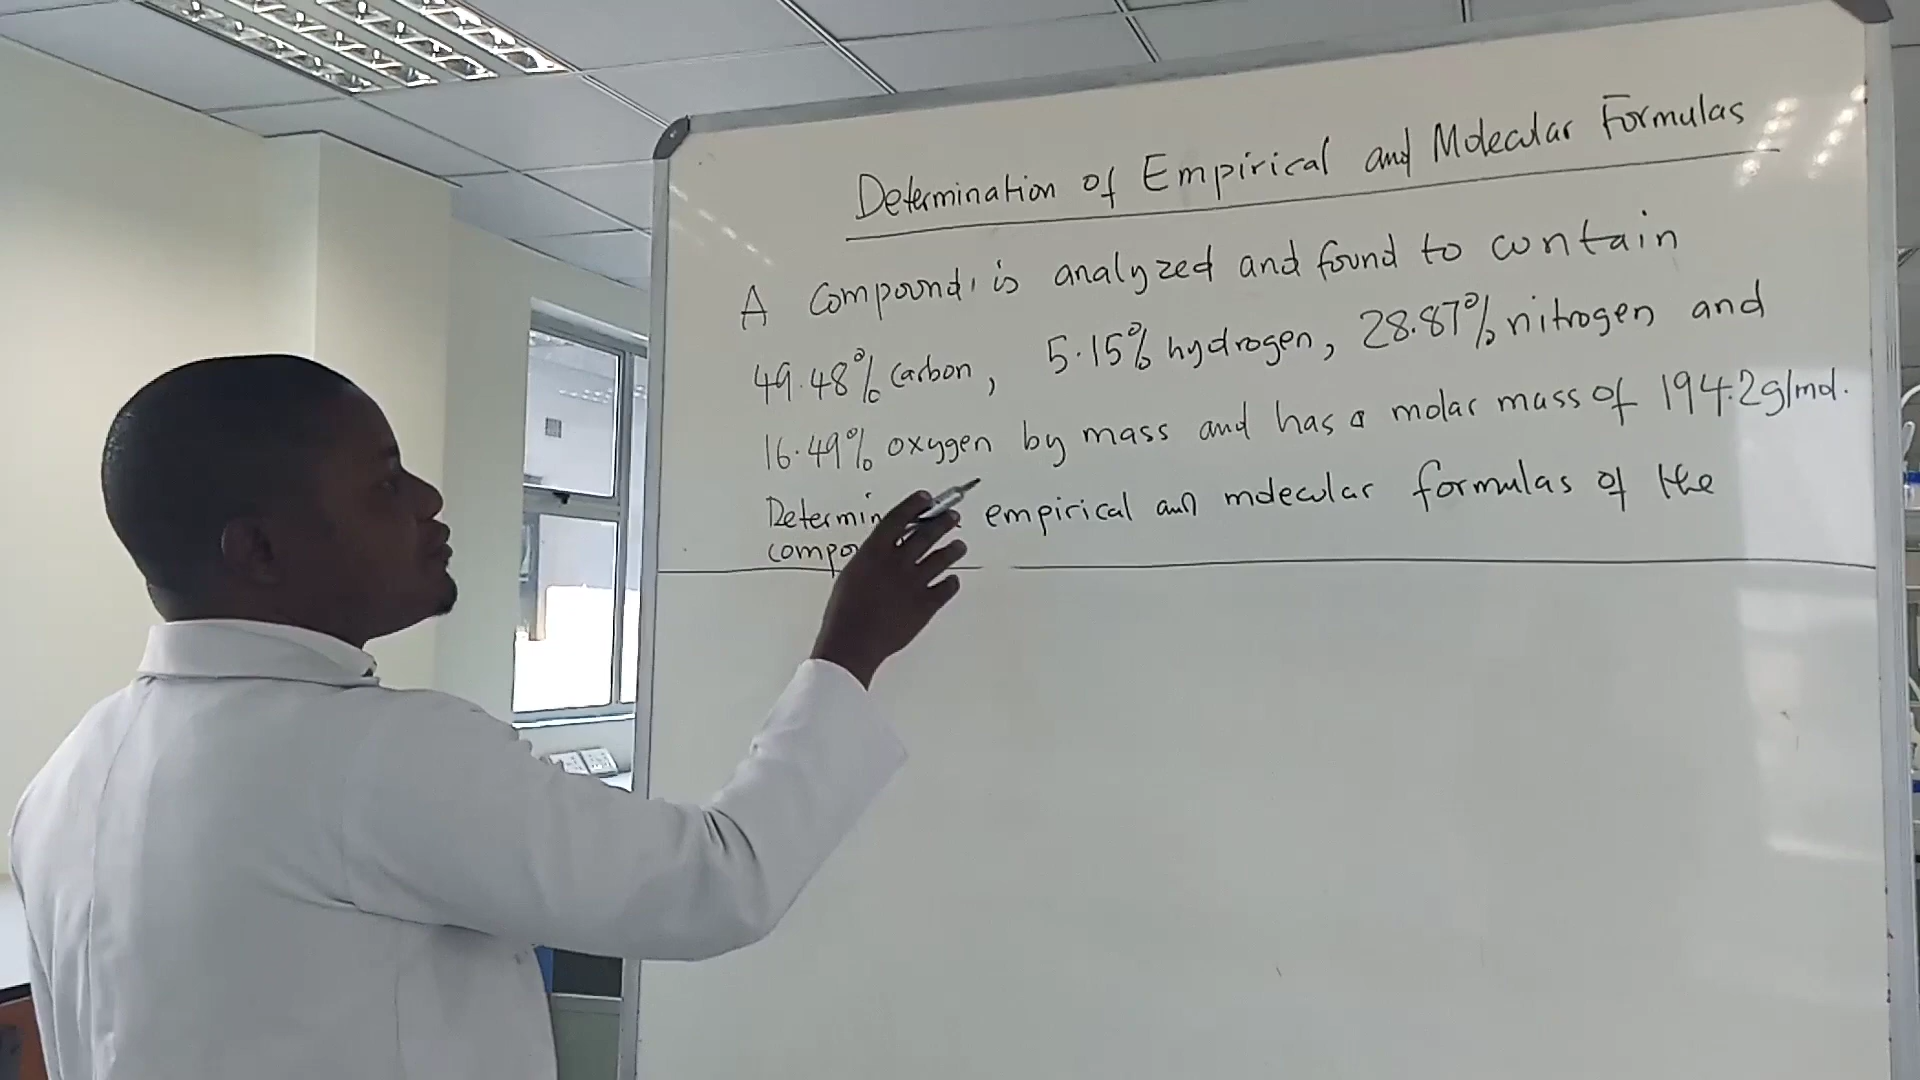 Determination of Empirical and Molecular Formulas
A compound, is analyzed and found to contain
49.48% carbon, 5.15% hydrogen, 28.87% nitrogen and
16.49% oxygen by mass and has a molar mass of 194.2g/mol.
Determin empirical and molecular formulas of the
compo